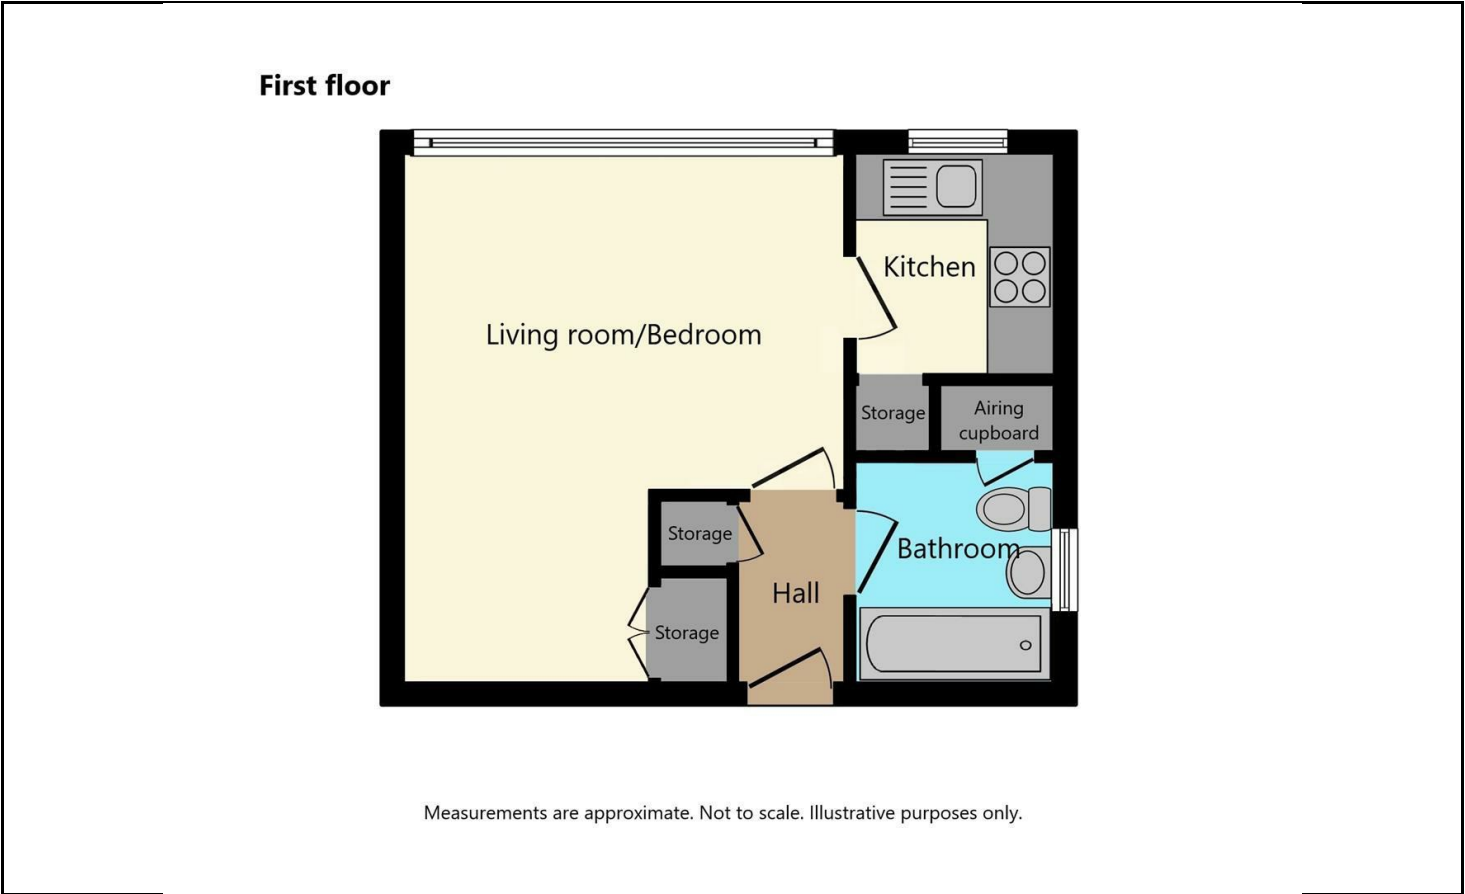 First floor
Kitchen
Living room/Bedroom
Storage
Airing
cupboard
Storage
Bathroom
Hall
Storage
Measurements are approximate. Not to scale. Illustrative purposes only.